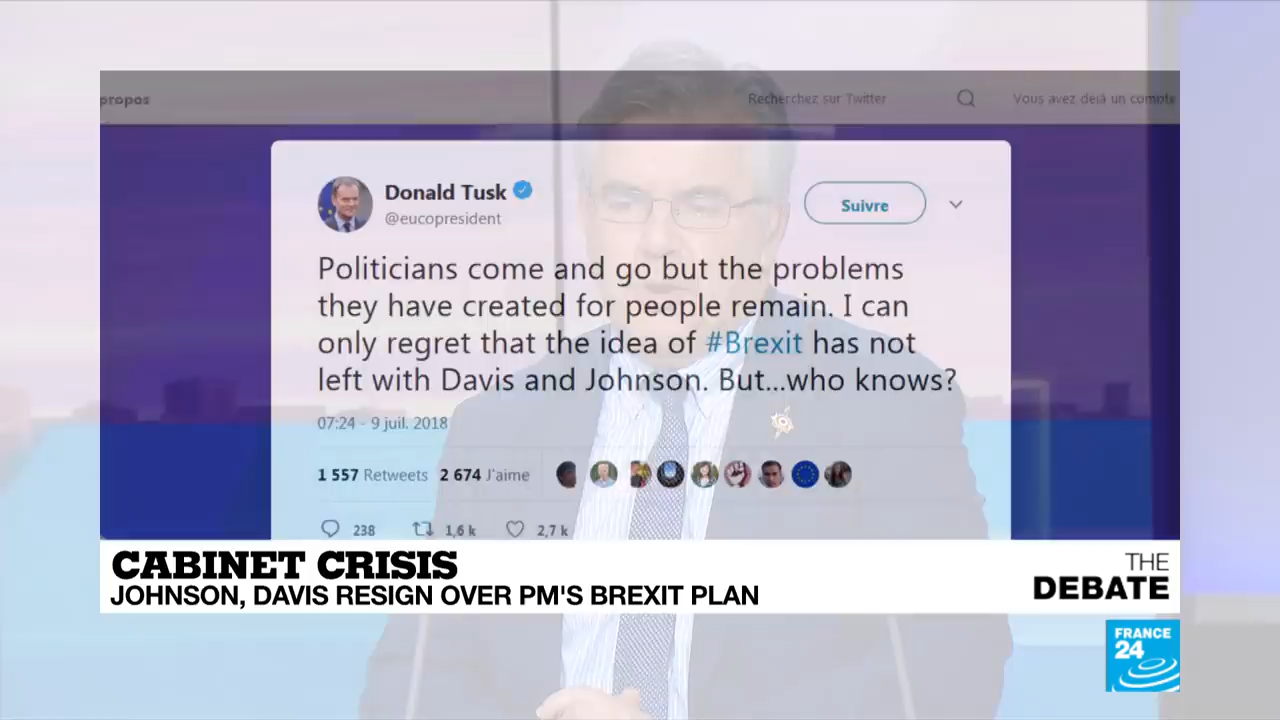 propos
Recherchez sur Twitter
Vous avez déjà un compte
Donald Tusk
@eucopresident
Suivre
Politicians come and go but the problems
they have created for people remain. I can
only regret that the idea of #Brexit has not
left with Davis and Johnson. But...who knows?
07:24 - 9 juil. 2018
1 557 Retweets 2 674 J'aime
238 1,6 k 2,7 k
CABINET CRISIS
JOHNSON, DAVIS RESIGN OVER PM'S BREXIT PLAN
THE
DEBATE
FRANCE
24